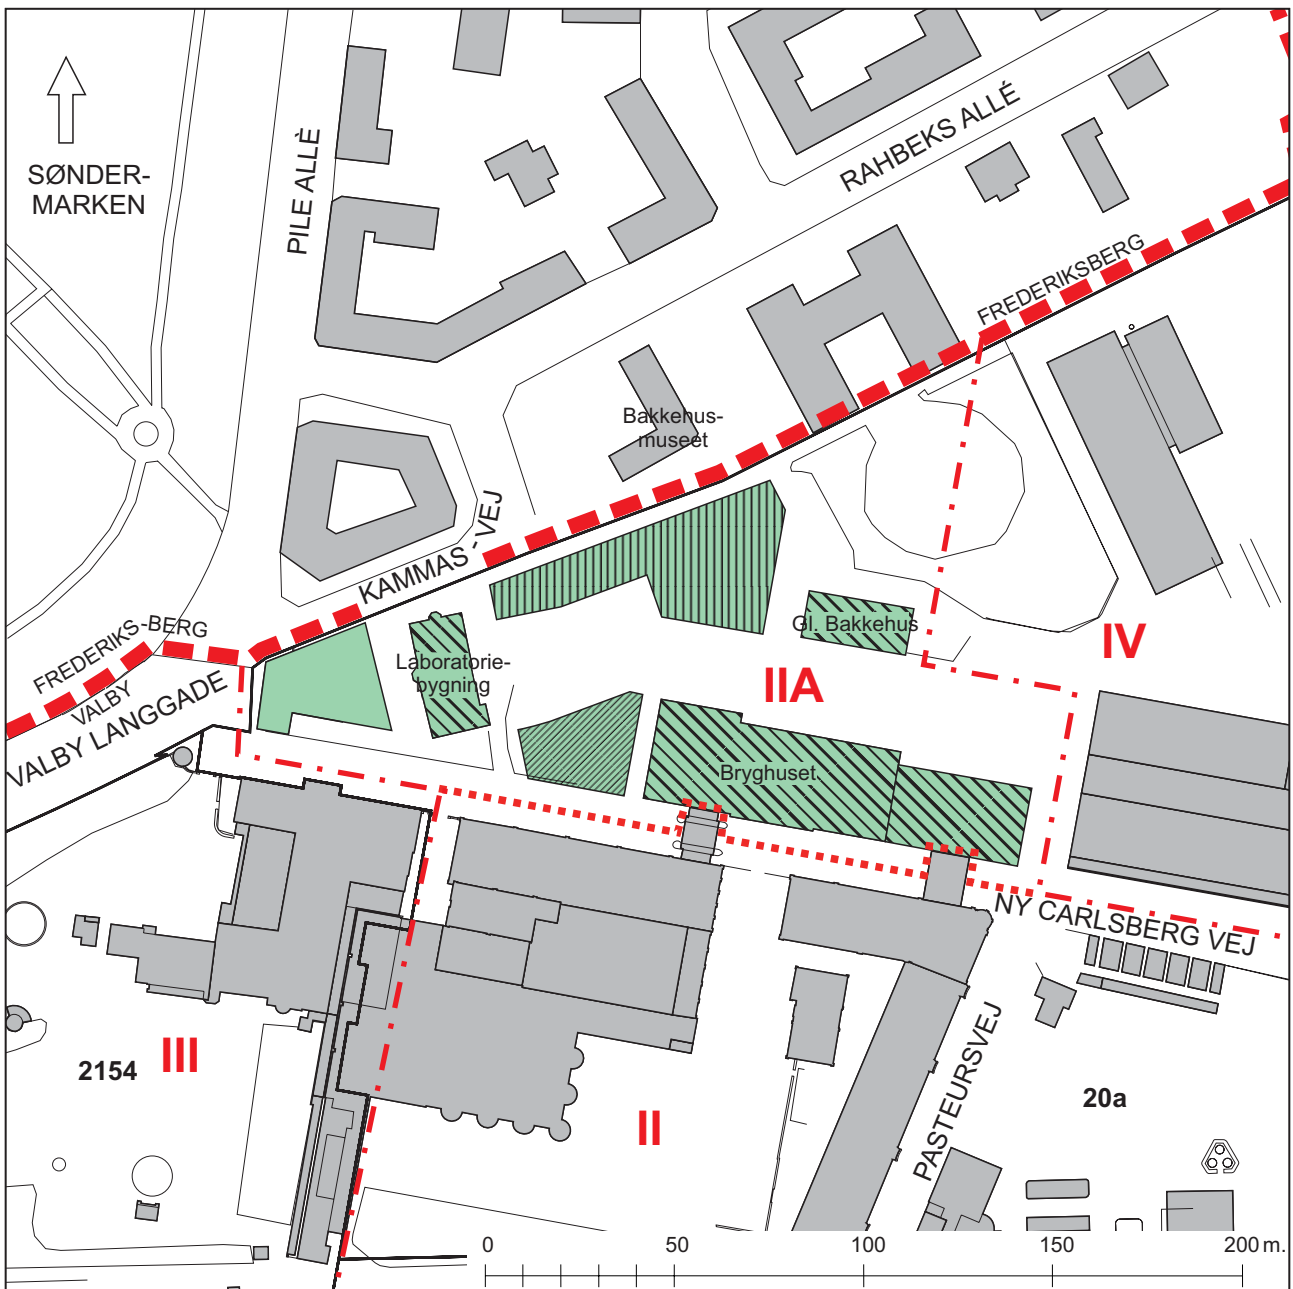 SØNDER-
MARKEN
PILE ALLÈ
RAHBEKS ALLÉ
FREDERIKSBERG
Bakkehus-
museet
KAMMAS - VEJ
FREDERIKS-BERG
VALBY
VALBY LANGGADE
Laboratorie-
bygning
Gl. Bakkehus
IV
IIA
Bryghuset
NY CARLSBERG VEJ
PASTEURSVEJ
2154
III
II
20a
0 50 100 150 200 m.